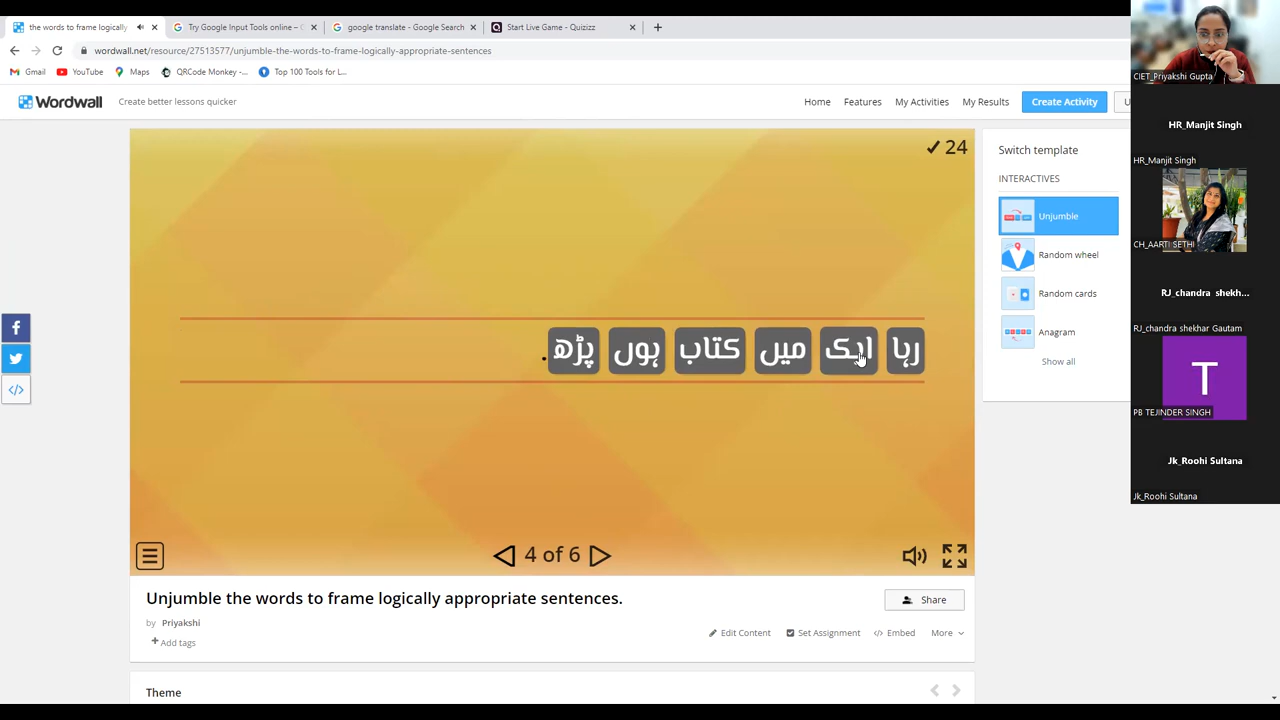 the words to frame logically
Try Google Input Tools online – G
google translate - Google Search
Start Live Game - Quizizz
wordwall.net/resource/27513577/unjumble-the-words-to-frame-logically-appropriate-sentences
Gmail
YouTube
Maps
QRCode Monkey -...
Top 100 Tools for L...
Wordwall
Create better lessons quicker
Home
Features
My Activities
My Results
Create Activity
U
24
رہا ایک میں کتاب ہوں پڑھ .
4 of 6
Switch template
INTERACTIVES
Unjumble
Random wheel
Random cards
Anagram
Show all
Unjumble the words to frame logically appropriate sentences.
Share
by Priyakshi
Add tags
Edit Content
Set Assignment
Embed
More
Theme
CIET_Priyakshi Gupta
HR_Manjit Singh
HR_Manjit Singh
CH_AARTI SETHI
RJ_chandra shekh...
RJ_chandra shekhar Gautam
T
PB TEJINDER SINGH
Jk_Roohi Sultana
Jk_Roohi Sultana